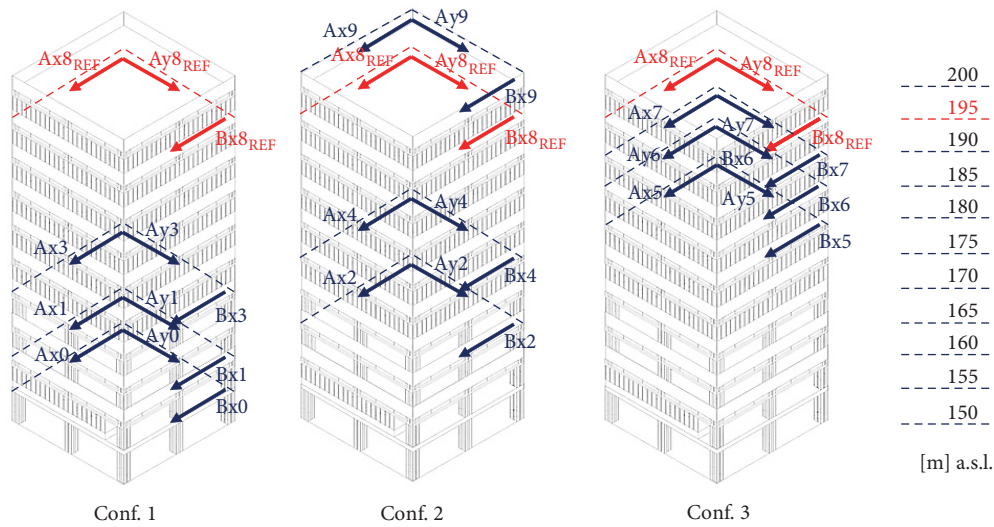 Ax8REF
Ay8REF
Bx8REF
Ax3
Ay3
Bx3
Ax1
Ay1
Ax0
Ay0
Bx1
Bx0
Conf. 1
Ax9
Ay9
Ax8REF
Ay8REF
Bx9
Bx8REF
Ax4
Ay4
Ax2
Ay2
Bx4
Bx2
Conf. 2
Ax8REF
Ay8REF
Ax7
Ay7
Bx8REF
Ay6
Bx6
Bx7
Ax5
Ay5
Bx6
Bx5
Conf. 3
200
195
190
185
180
175
170
165
160
155
150
[m] a.s.l.